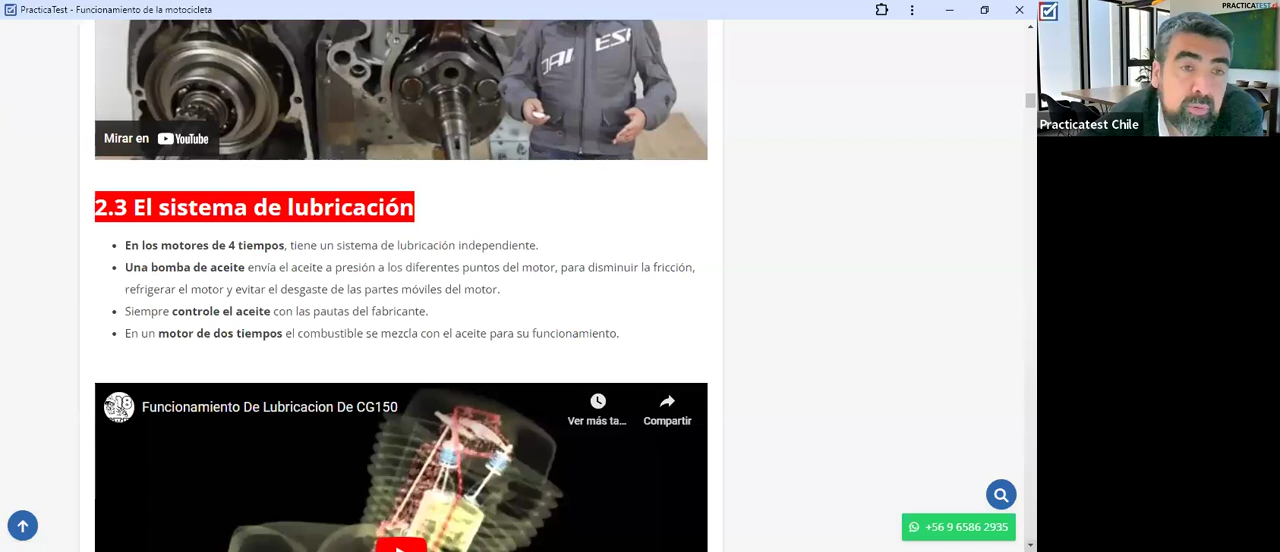 PracticaTest - Funcionamiento de la motocicleta
PRACTICATEST
Practicatest Chile
Mirar en YouTube
2.3 El sistema de lubricación
En los motores de 4 tiempos, tiene un sistema de lubricación independiente.
Una bomba de aceite envía el aceite a presión a los diferentes puntos del motor, para disminuir la fricción,
refrigerar el motor y evitar el desgaste de las partes móviles del motor.
Siempre controle el aceite con las pautas del fabricante.
En un motor de dos tiempos el combustible se mezcla con el aceite para su funcionamiento.
18
Funcionamiento De Lubricacion De CG150
Ver más ta...
Compartir
+56 9 6586 2935